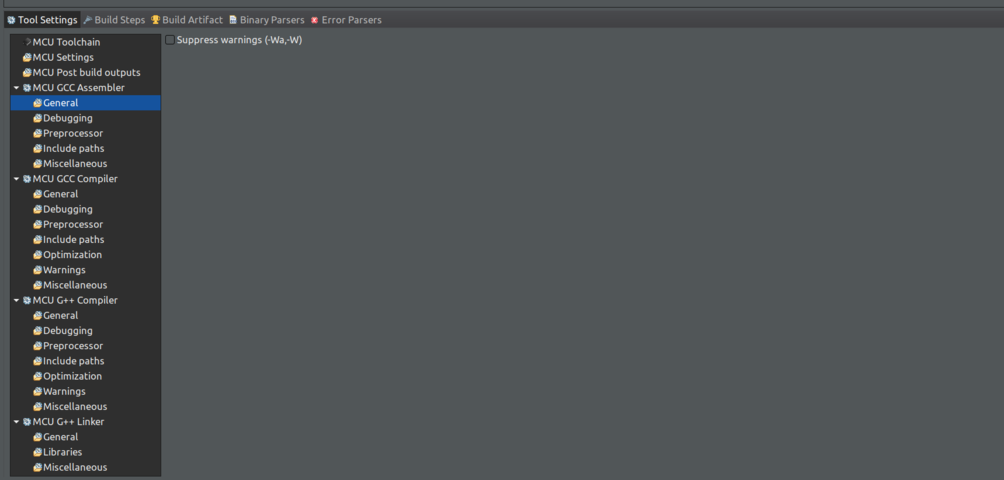 Tool Settings Build Steps Build Artifact Binary Parsers Error Parsers
MCU Toolchain
MCU Settings
MCU Post build outputs
MCU GCC Assembler
General
Debugging
Preprocessor
Include paths
Miscellaneous
MCU GCC Compiler
General
Debugging
Preprocessor
Include paths
Optimization
Warnings
Miscellaneous
MCU G++ Compiler
General
Debugging
Preprocessor
Include paths
Optimization
Warnings
Miscellaneous
MCU G++ Linker
General
Libraries
Miscellaneous
Suppress warnings (-Wa,-W)